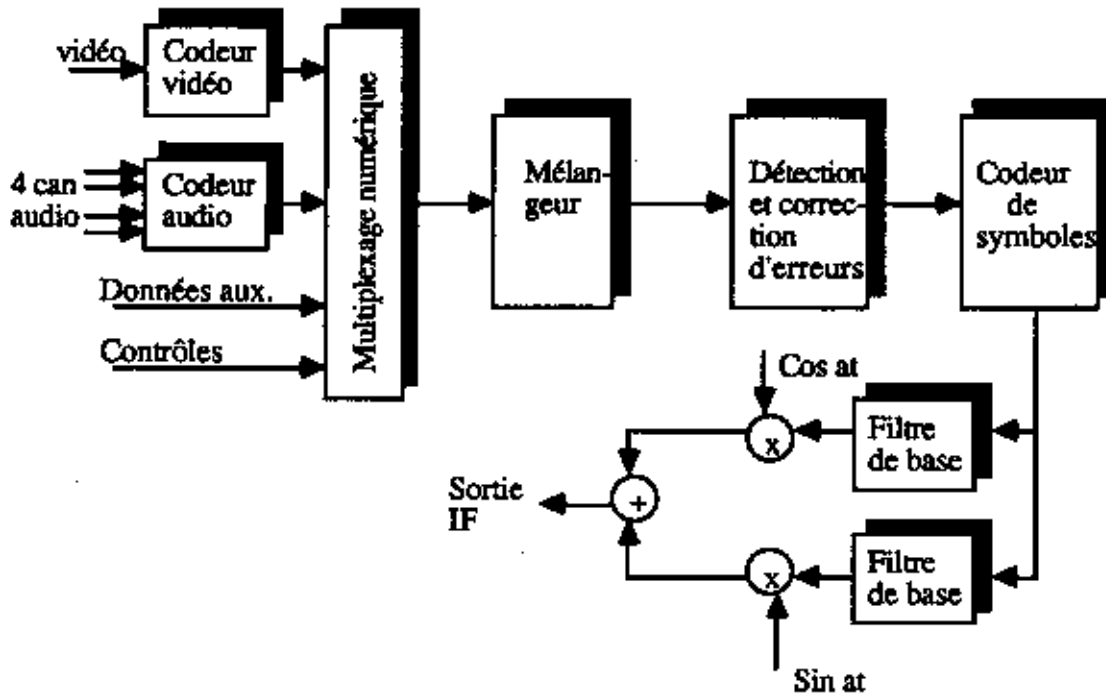 vidéo
Codeur
vidéo
4 can
audio
Codeur
audio
Données aux.
Contrôles
Multiplexage numérique
Mélan-
geur
Détection
et correc-
tion
d'erreurs
Codeur
de
symboles
Cos at
x
Filtre
de base
Sortie
IF
+
x
Filtre
de base
Sin at